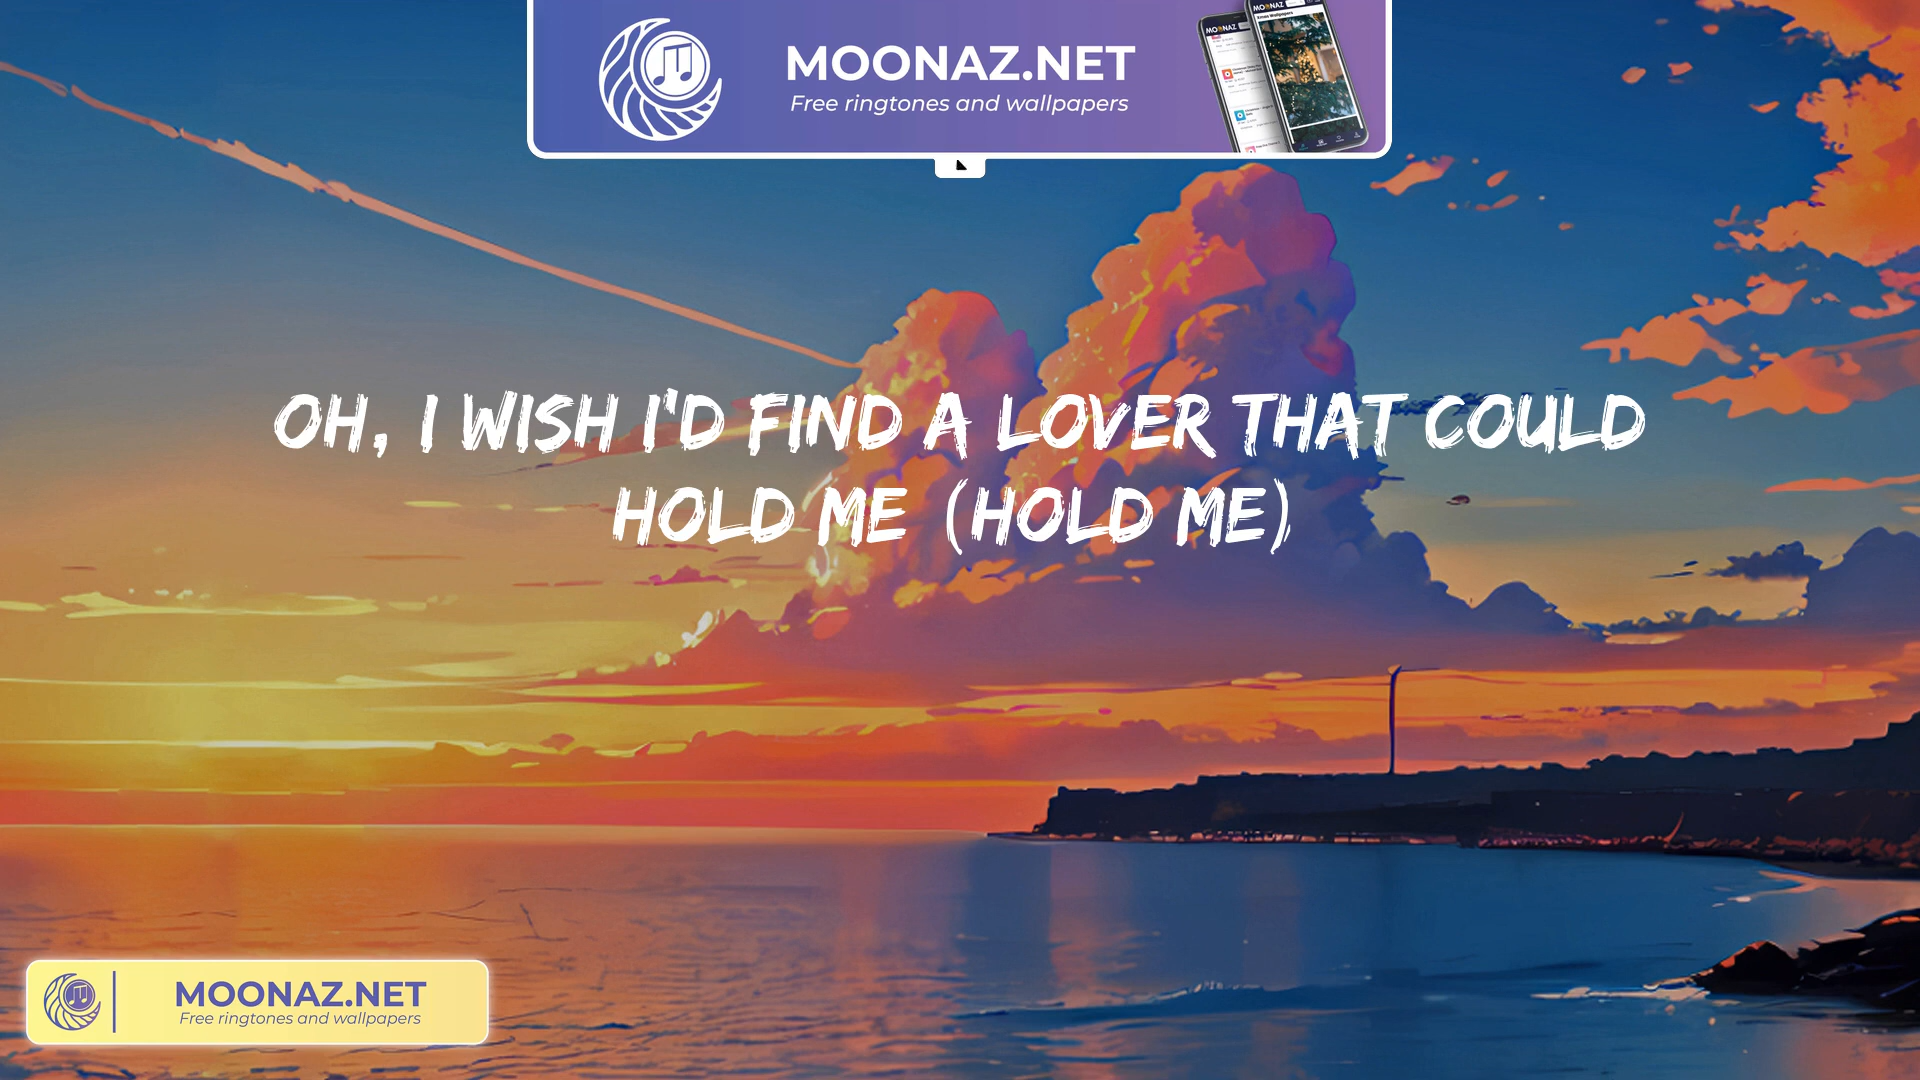 MOONAZ.NET
Free ringtones and wallpapers
OH, I WISH I'D FIND A LOVER THAT COULD
HOLD ME (HOLD ME)
MOONAZ.NET
Free ringtones and wallpapers